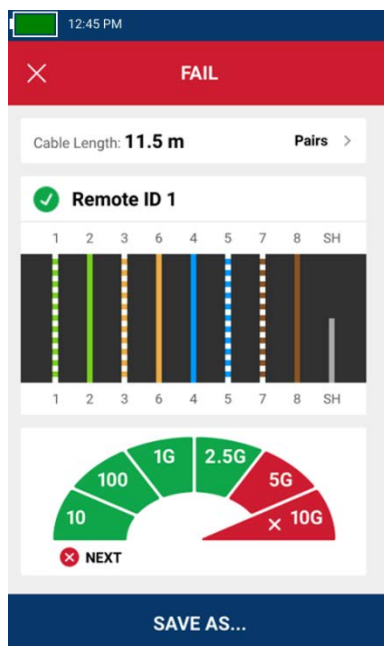 12:45 PM
FAIL
Cable Length: 11.5 m Pairs
Remote ID 1
1 2 3 6 4 5 7 8 SH
1 2 3 6 4 5 7 8 SH
10 100 1G 2.5G 5G 10G
NEXT
SAVE AS...